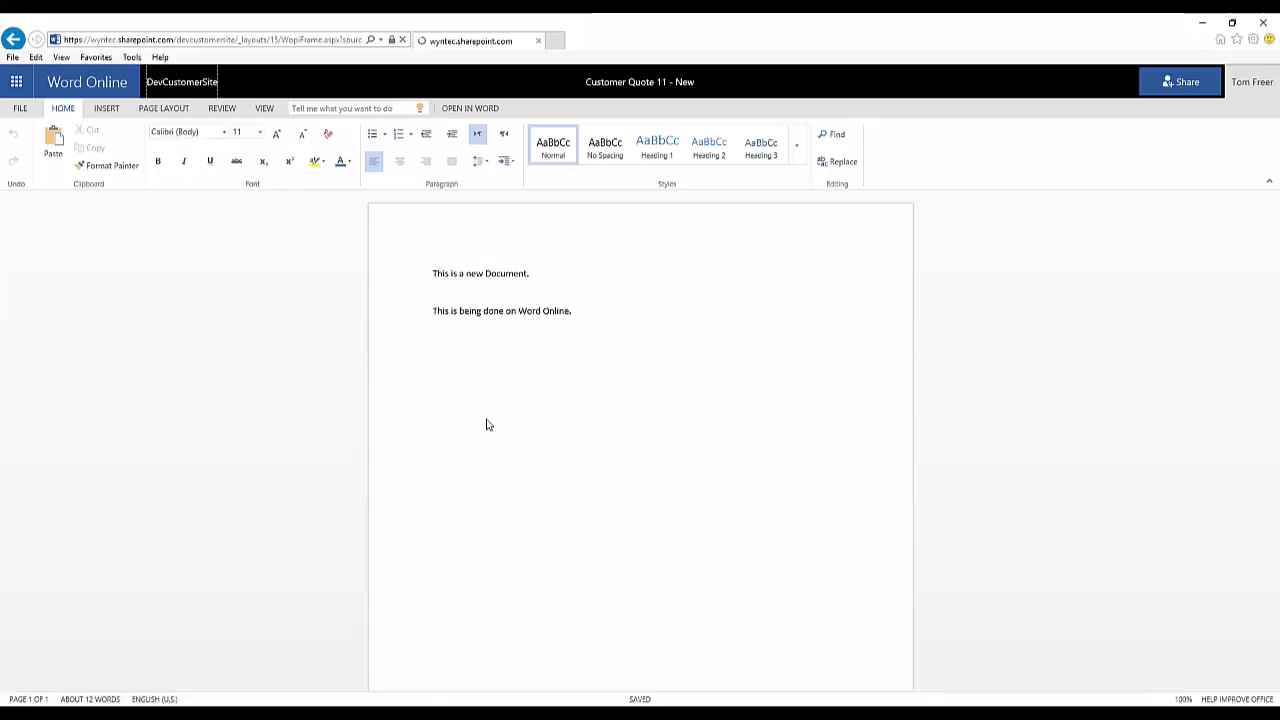 https://wyntec.sharepoint.com/devcustomersite/_layouts/15/WopiFrame.aspx?sourc
wyntec.sharepoint.com
File Edit View Favorites Tools Help
Word Online DevCustomerSite Customer Quote 11 - New Share Tom Freer
FILE HOME INSERT PAGE LAYOUT REVIEW VIEW Tell me what you want to do OPEN IN WORD
Cut
Copy
Format Painter
Paste
Calibri (Body) 11
B I U abc x₂ x² A
AaBbCc AaBbCc AaBbCc AaBbCc AaBbCc
Normal No Spacing Heading 1 Heading 2 Heading 3
Find
Replace
Undo Clipboard Font Paragraph Styles Editing
This is a new Document.
This is being done on Word Online.
PAGE 1 OF 1 ABOUT 12 WORDS ENGLISH (U.S.) SAVED 100% HELP IMPROVE OFFICE